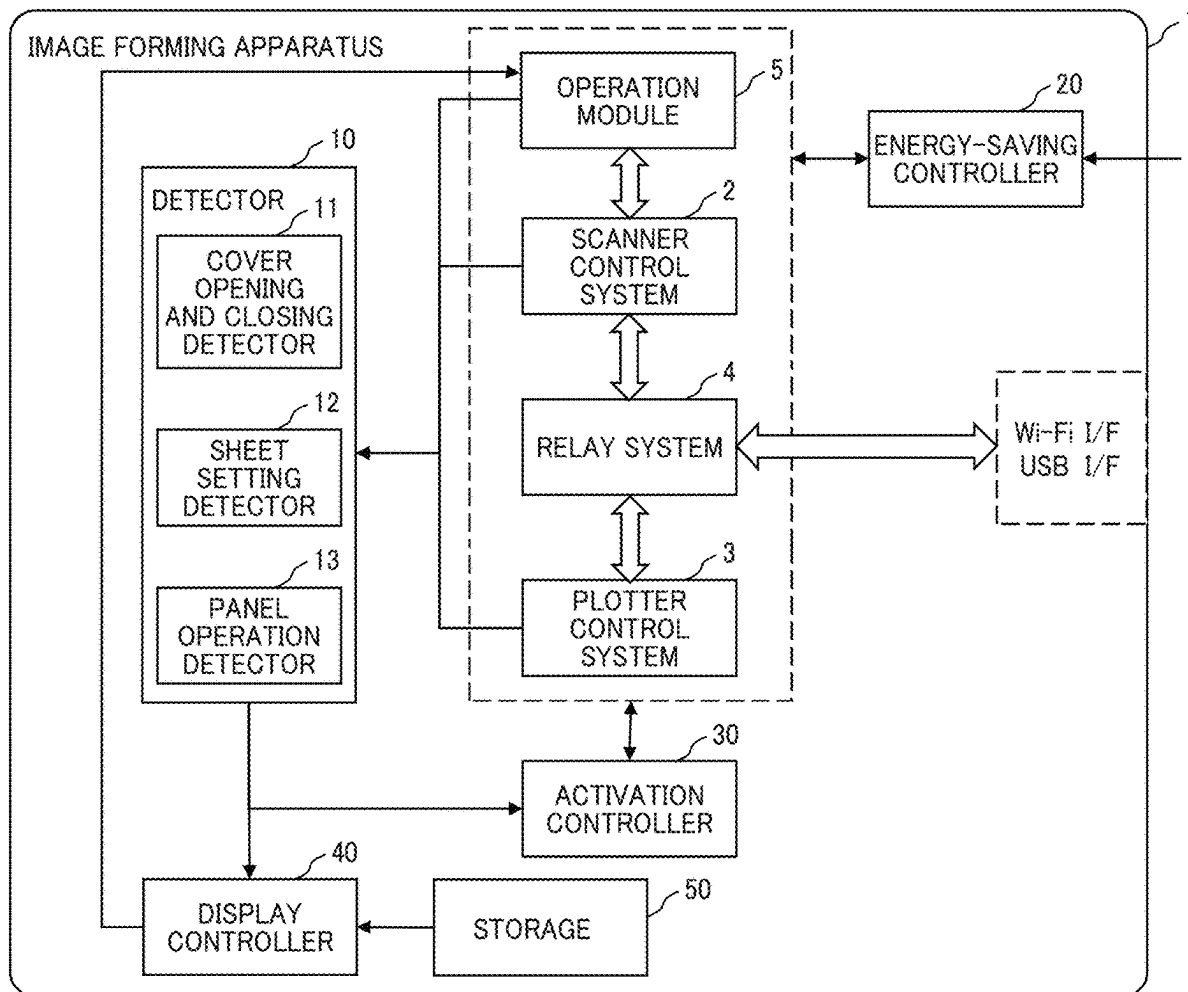 IMAGE FORMING APPARATUS
5
OPERATION
MODULE
20
ENERGY-SAVING
CONTROLLER
10
DETECTOR
11
COVER
OPENING
AND CLOSING
DETECTOR
2
SCANNER
CONTROL
SYSTEM
12
SHEET
SETTING
DETECTOR
4
RELAY SYSTEM
Wi-Fi I/F
USB I/F
13
PANEL
OPERATION
DETECTOR
3
PLOTTER
CONTROL
SYSTEM
30
ACTIVATION
CONTROLLER
40
DISPLAY
CONTROLLER
50
STORAGE